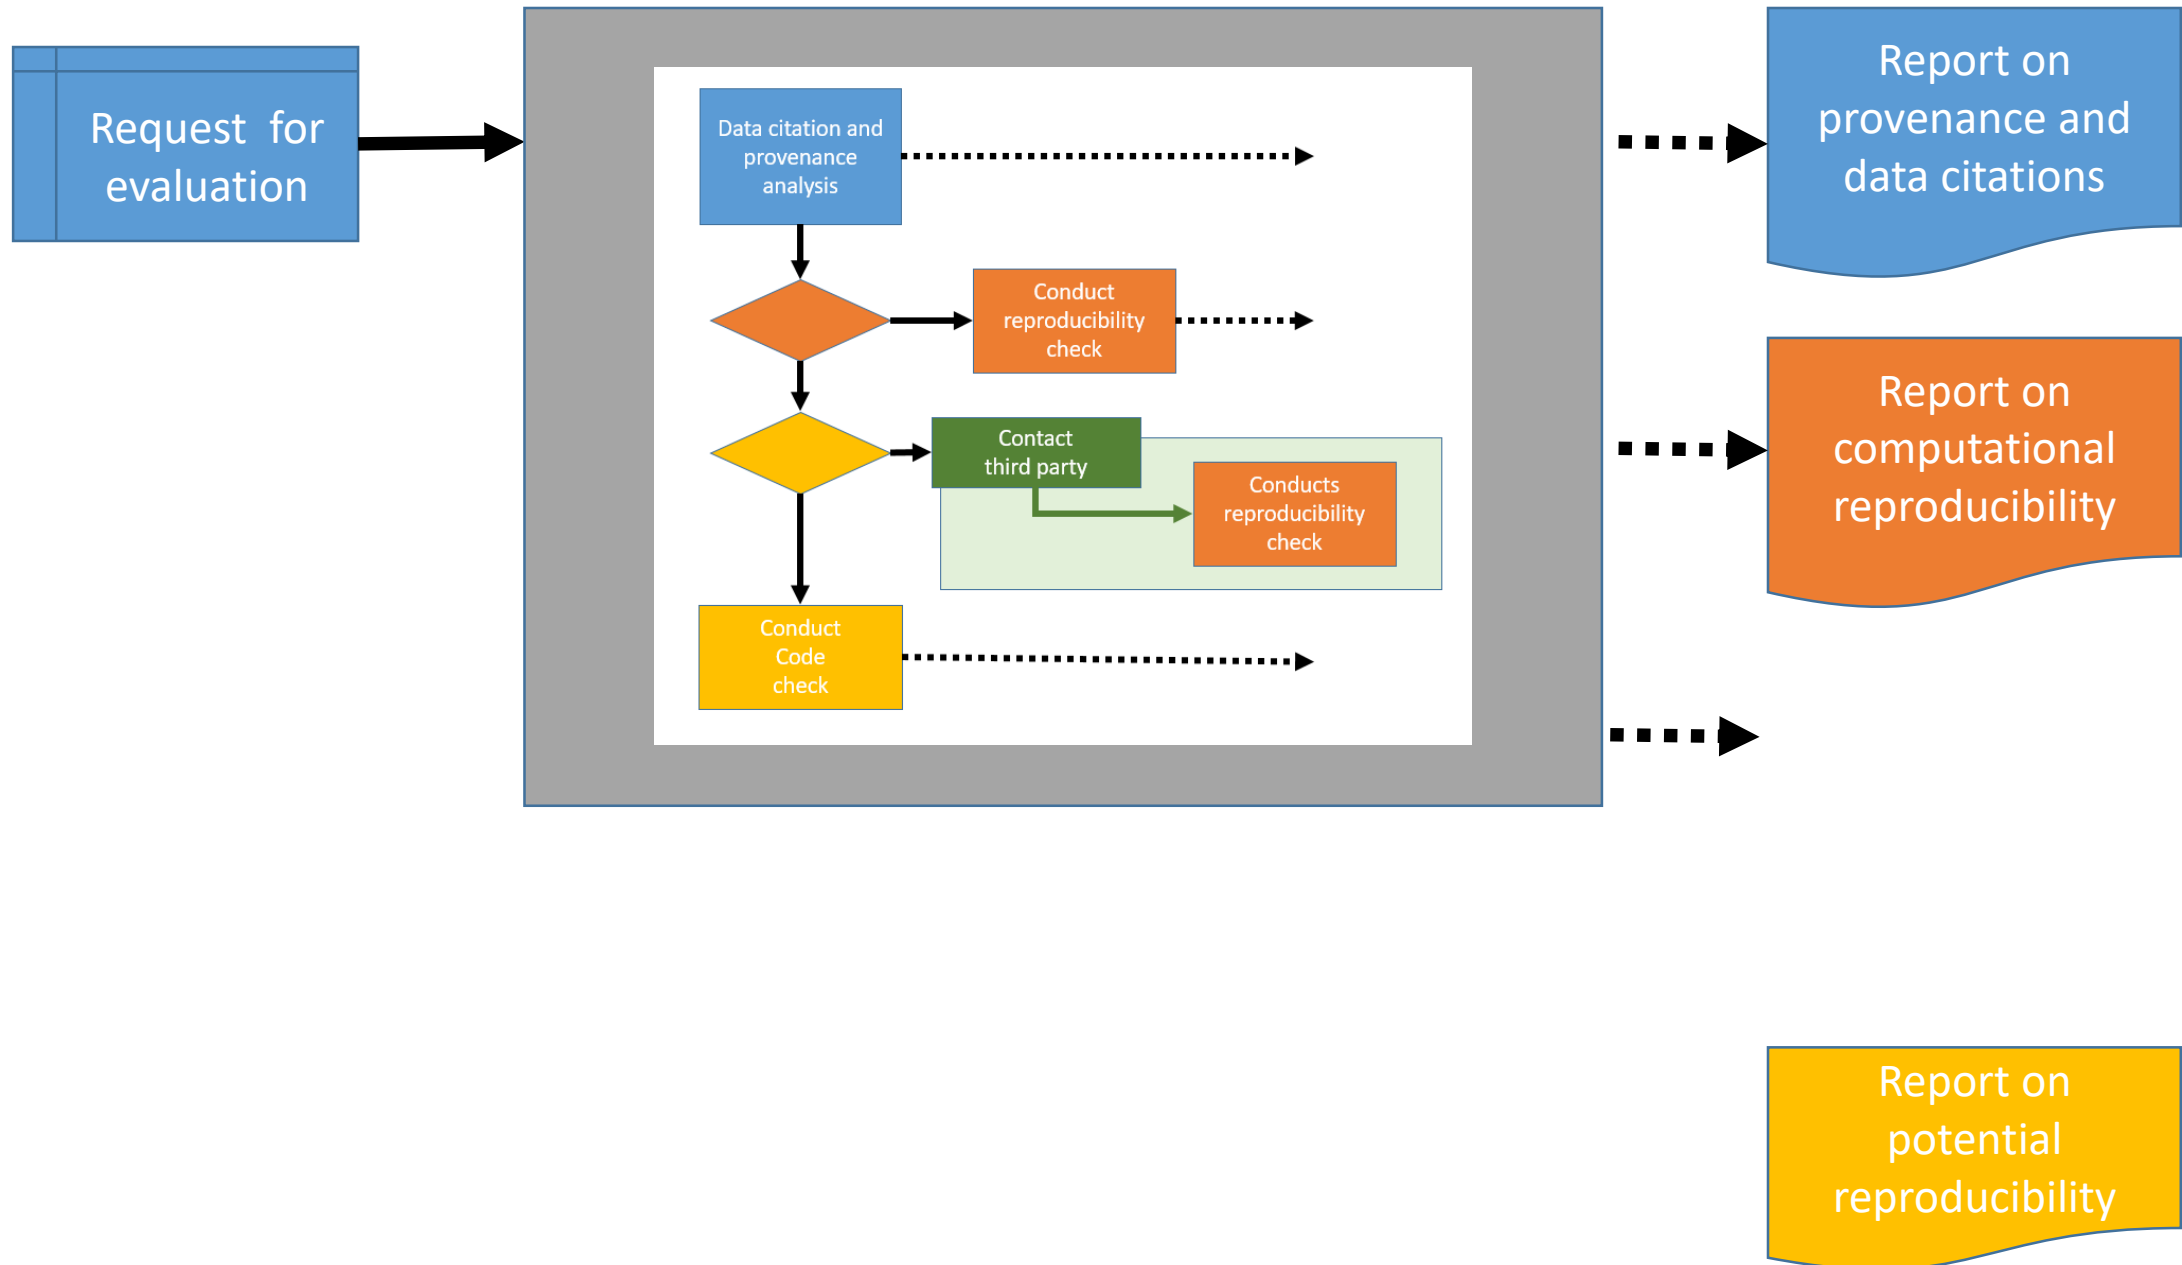 Request for
evaluation
Data citation and
provenance
analysis
Conduct
reproducibility
check
Contact
third party
Conducts
reproducibility
check
Conduct
Code
check
Report on
provenance and
data citations
Report on
computational
reproducibility
Report on
potential
reproducibility